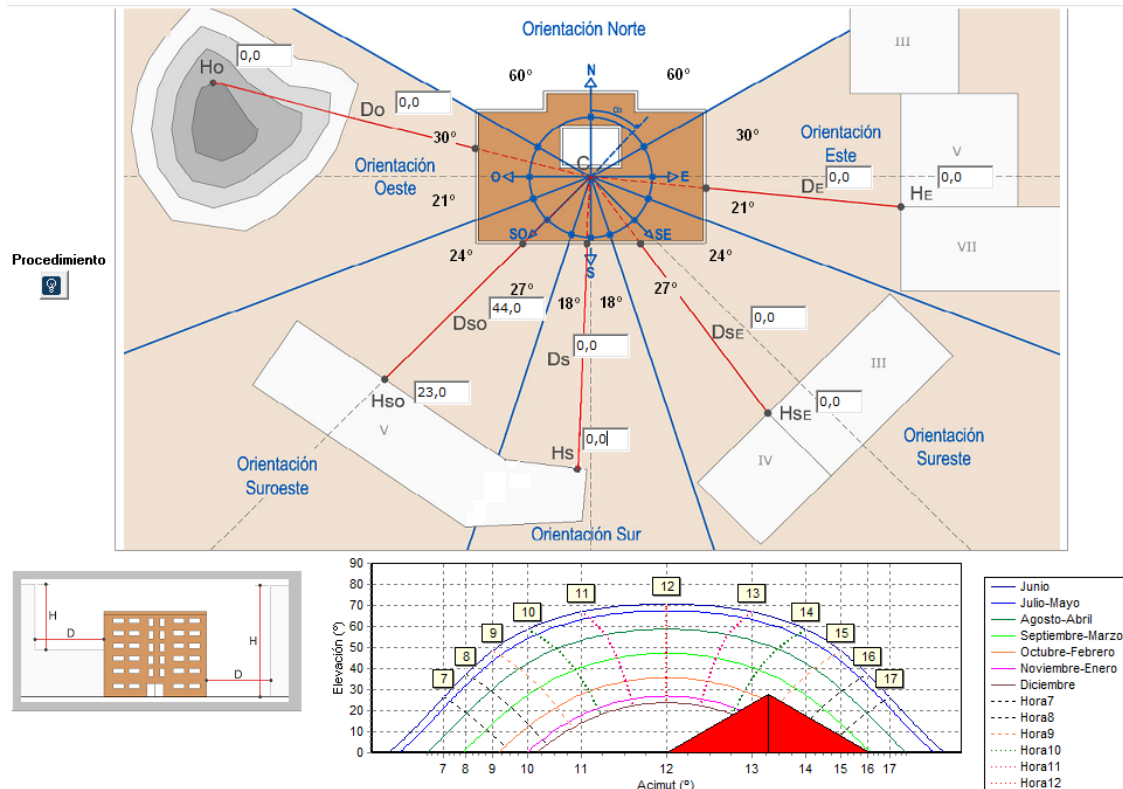 Orientación Norte
III
60°
N
60°
Ho
0,0
α
Do
0,0
30°
30°
Orientación
Este
V
Orientación
Oeste
C
O
E
0,0
0,0
DE
HE
21°
21°
VII
Procedimiento
SO
SE
24°
24°
S
27°
18°
18°
27°
Dso
44,0
DSE
0,0
Ds
0,0
III
Hso
23,0
HSE
0,0
V
0,0
Hs
IV
Orientación
Sureste
Orientación
Suroeste
Orientación Sur
H
D
H
D
Elevación (º)
90
80
70
60
50
40
30
20
10
0
7
8
9
10
11
12
13
14
15
16
17
7
8
9
10
11
12
13
14
15
16
17
Acimut (º)
Junio
Julio-Mayo
Agosto-Abril
Septiembre-Marzo
Octubre-Febrero
Noviembre-Enero
Diciembre
Hora7
Hora8
Hora9
Hora10
Hora11
Hora12